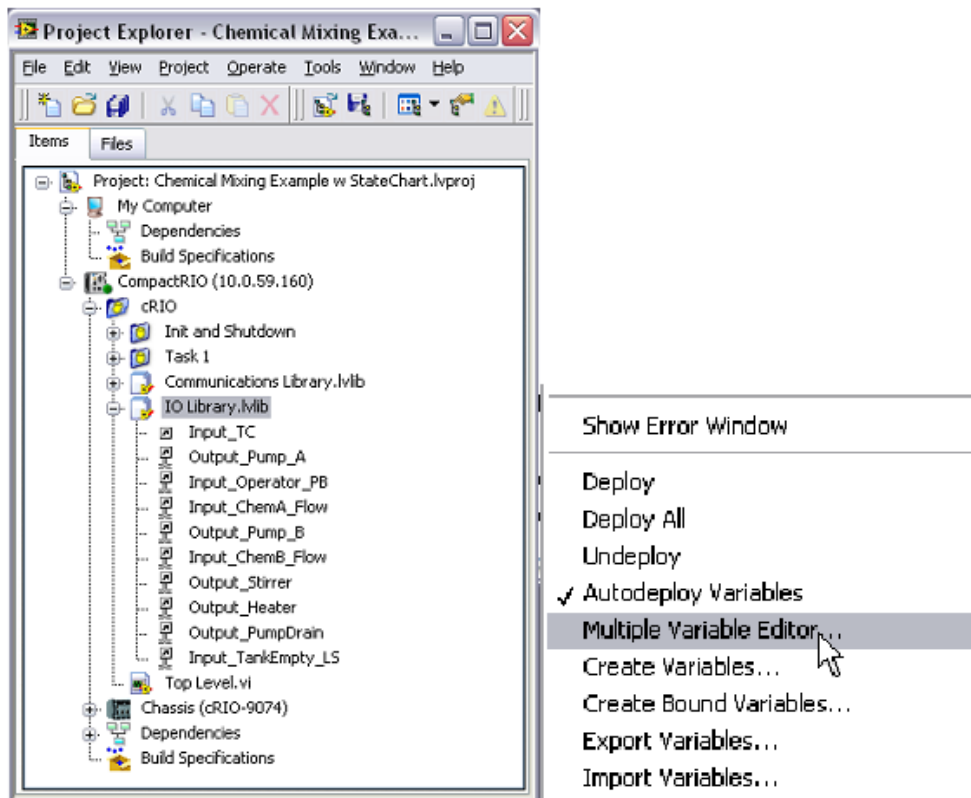 Project Explorer - Chemical Mixing Exa...
File Edit View Project Operate Tools Window Help
Items Files
Project: Chemical Mixing Example w StateChart.lvproj
My Computer
Dependencies
Build Specifications
CompactRIO (10.0.59.160)
cRIO
Init and Shutdown
Task 1
Communications Library.lvlib
IO Library.lvlib
Input_TC
Output_Pump_A
Input_Operator_PB
Input_ChemA_Flow
Output_Pump_B
Input_ChemB_Flow
Output_Stirrer
Output_Heater
Output_PumpDrain
Input_TankEmpty_LS
Top Level.vi
Chassis (cRIO-9074)
Dependencies
Build Specifications
Show Error Window
Deploy
Deploy All
Undeploy
Autodeploy Variables
Multiple Variable Editor...
Create Variables...
Create Bound Variables...
Export Variables...
Import Variables...